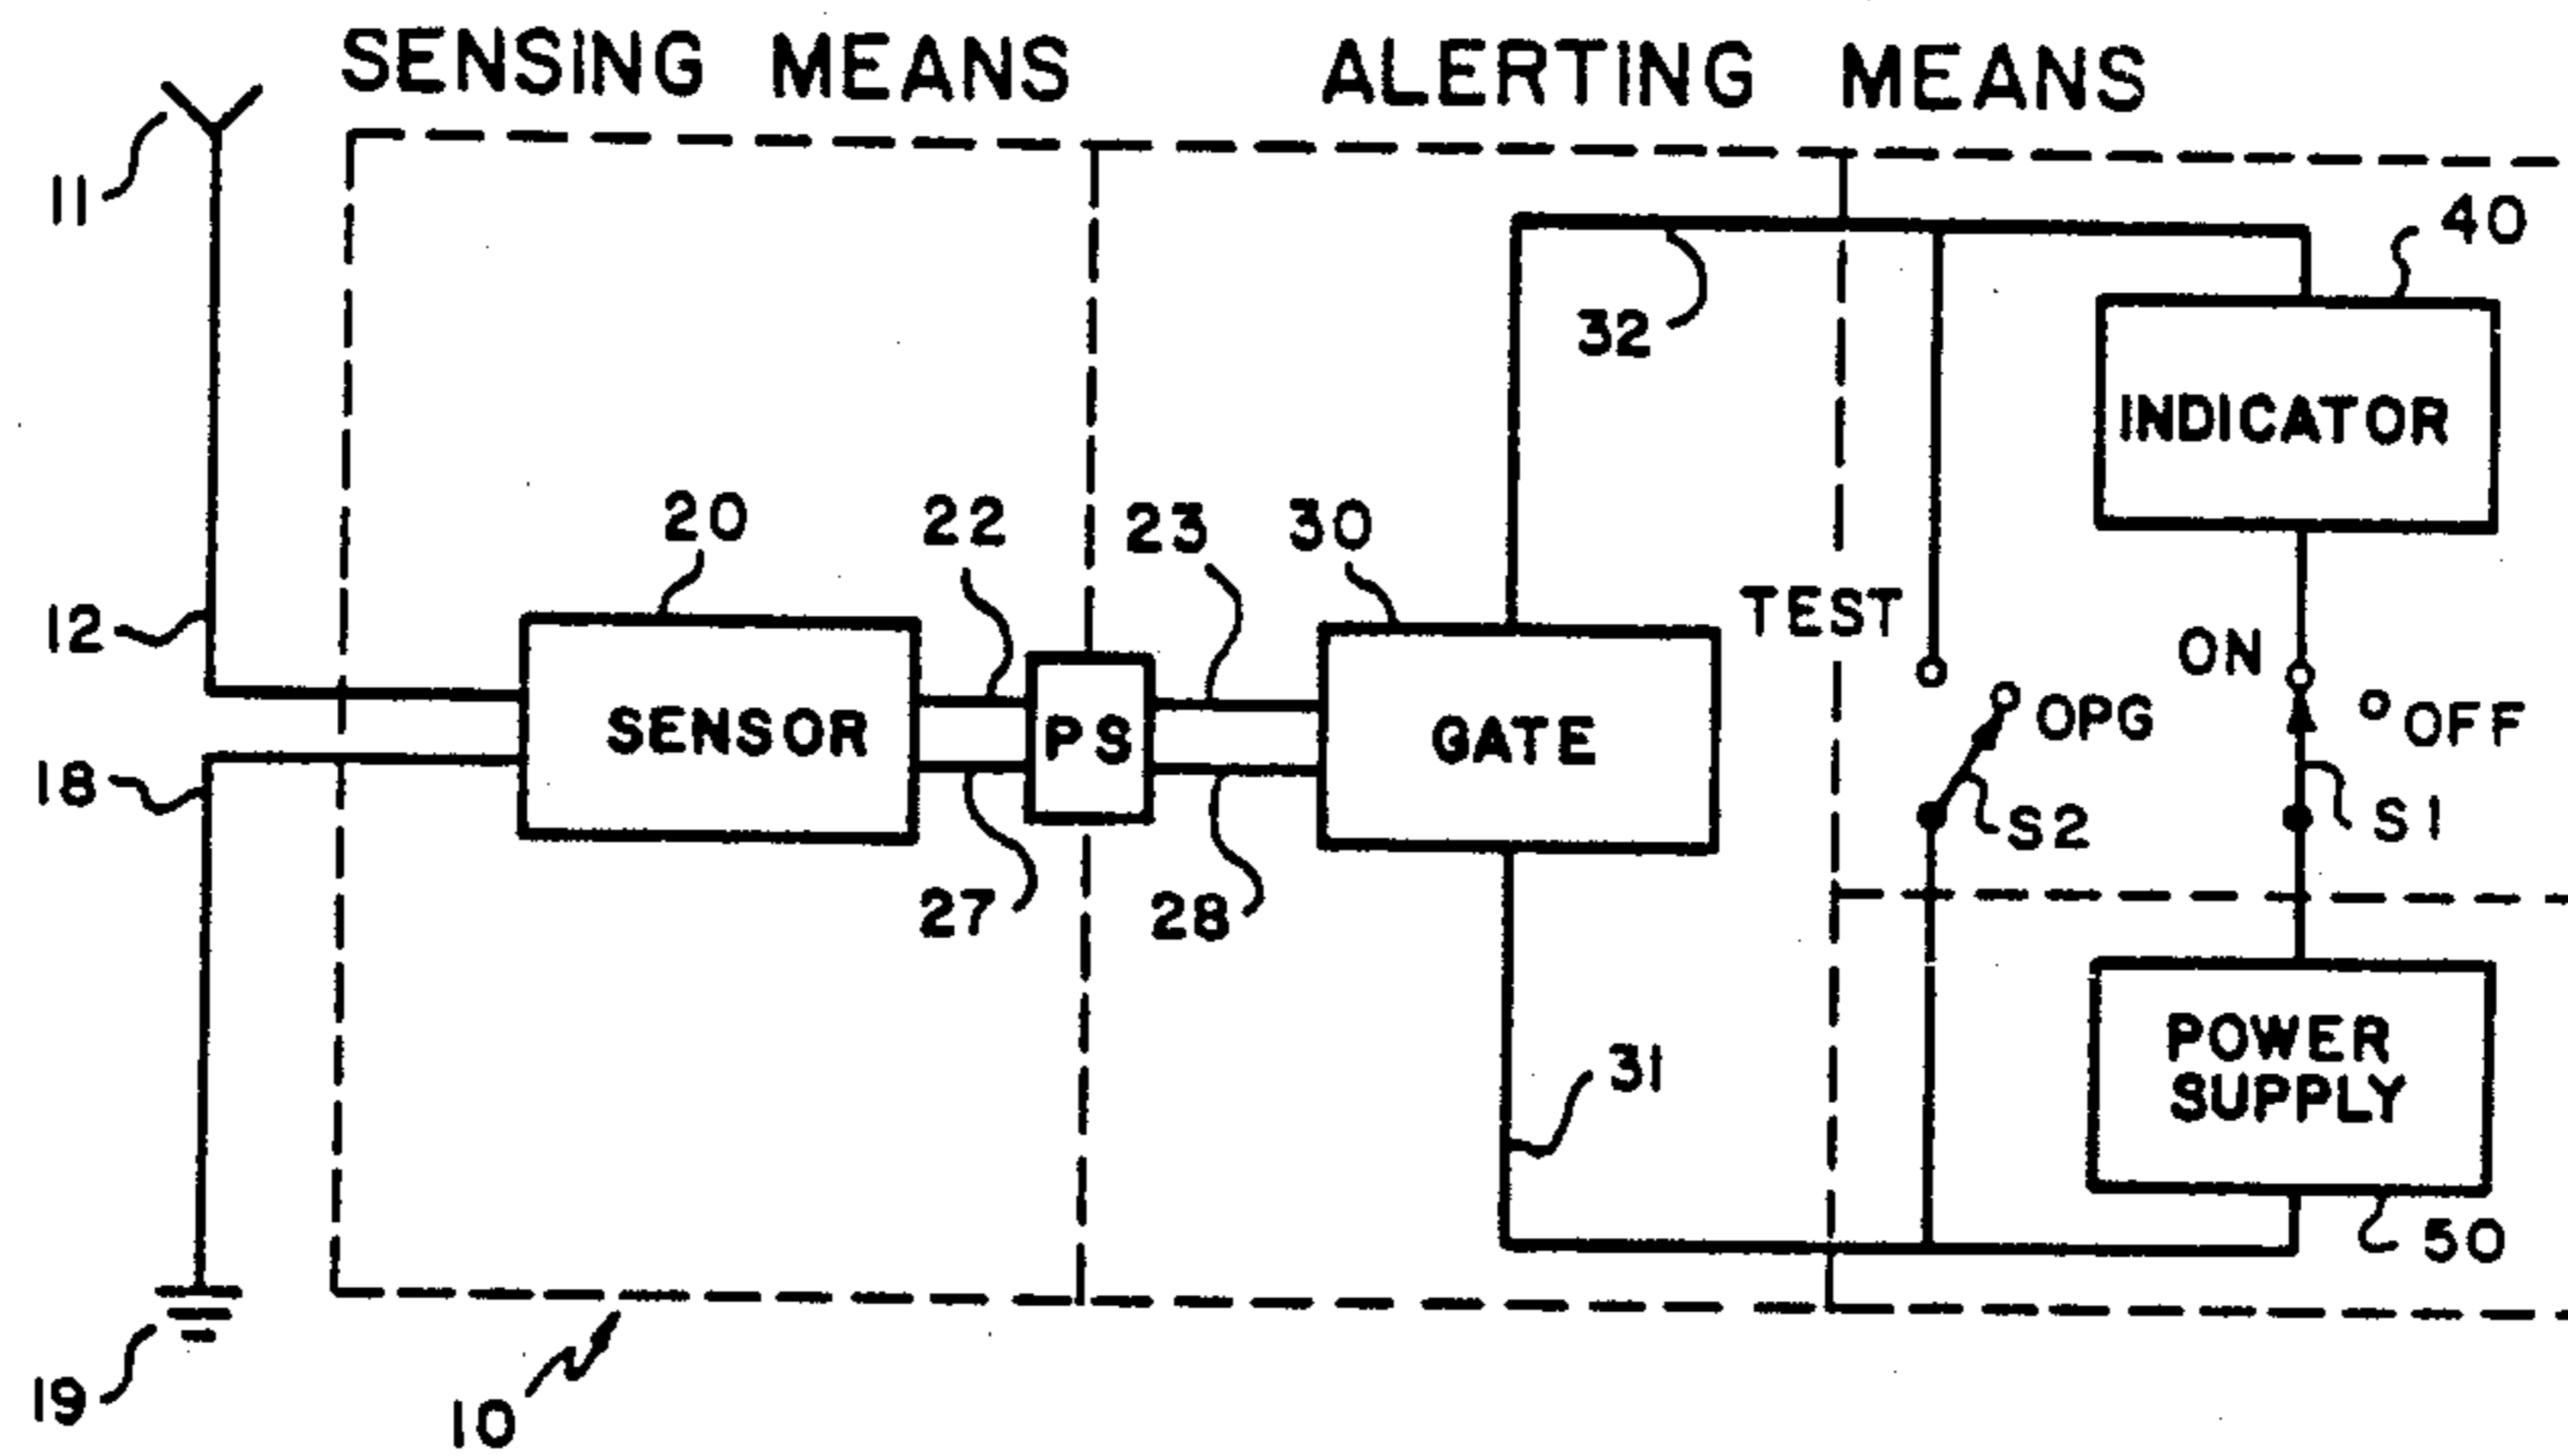 SENSING MEANS
ALERTING MEANS
11
40
32
INDICATOR
20
22
23
30
12
TEST
ON
SENSOR
PS
GATE
OPG
OFF
18
S2
S1
27
28
31
POWER
SUPPLY
50
19
10